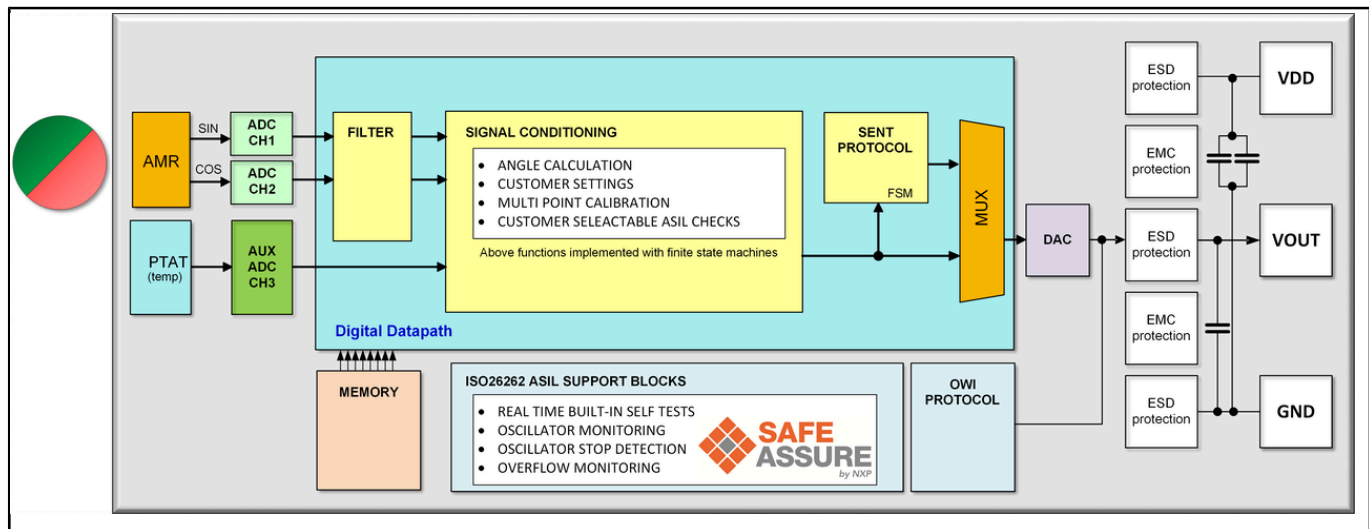 AMR
SIN
COS
ADC
CH1
ADC
CH2
PTAT
(temp)
AUX
ADC
CH3
FILTER
SIGNAL CONDITIONING
• ANGLE CALCULATION
• CUSTOMER SETTINGS
• MULTI POINT CALIBRATION
• CUSTOMER SELEACTABLE ASIL CHECKS
Above functions implemented with finite state machines
SENT
PROTOCOL
FSM
MUX
Digital Datapath
DAC
MEMORY
ISO26262 ASIL SUPPORT BLOCKS
• REAL TIME BUILT-IN SELF TESTS
• OSCILLATOR MONITORING
• OSCILLATOR STOP DETECTION
• OVERFLOW MONITORING
SAFE
ASSURE
by NXP
OWI
PROTOCOL
ESD
protection
EMC
protection
ESD
protection
EMC
protection
ESD
protection
VDD
VOUT
GND